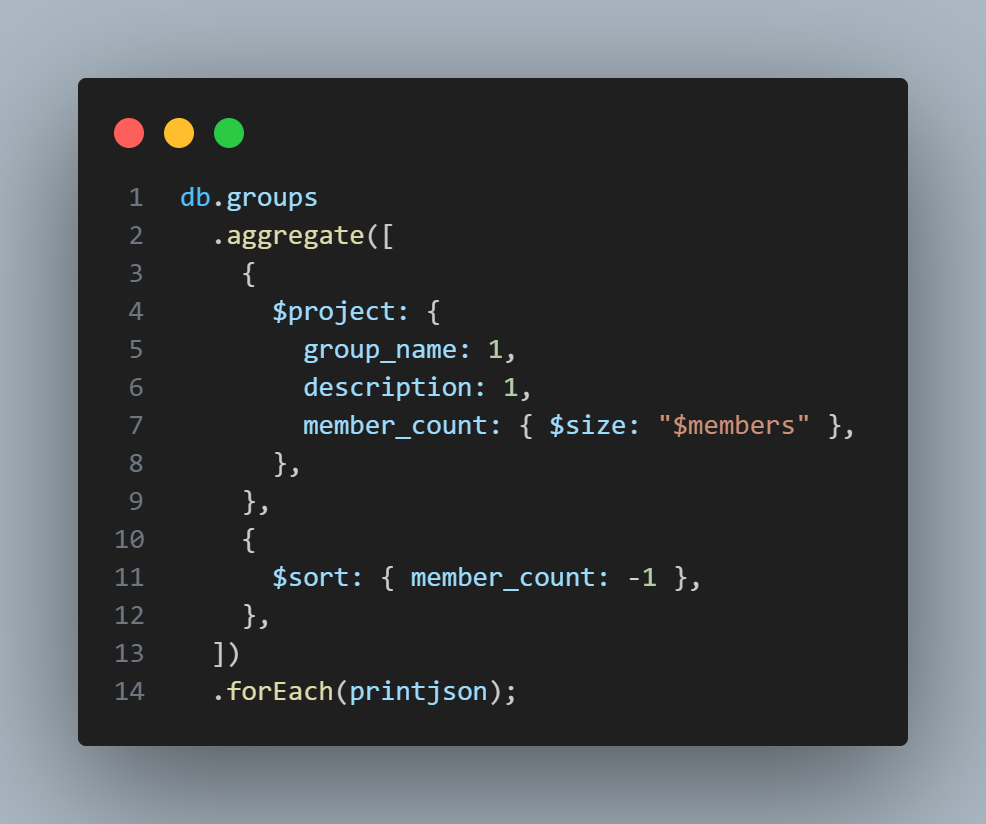 1 db.groups
2   .aggregate([
3     {
4       $project: {
5         group_name: 1,
6         description: 1,
7         member_count: { $size: "$members" },
8       },
9     },
10     {
11       $sort: { member_count: -1 },
12     },
13   ])
14   .forEach(printjson);